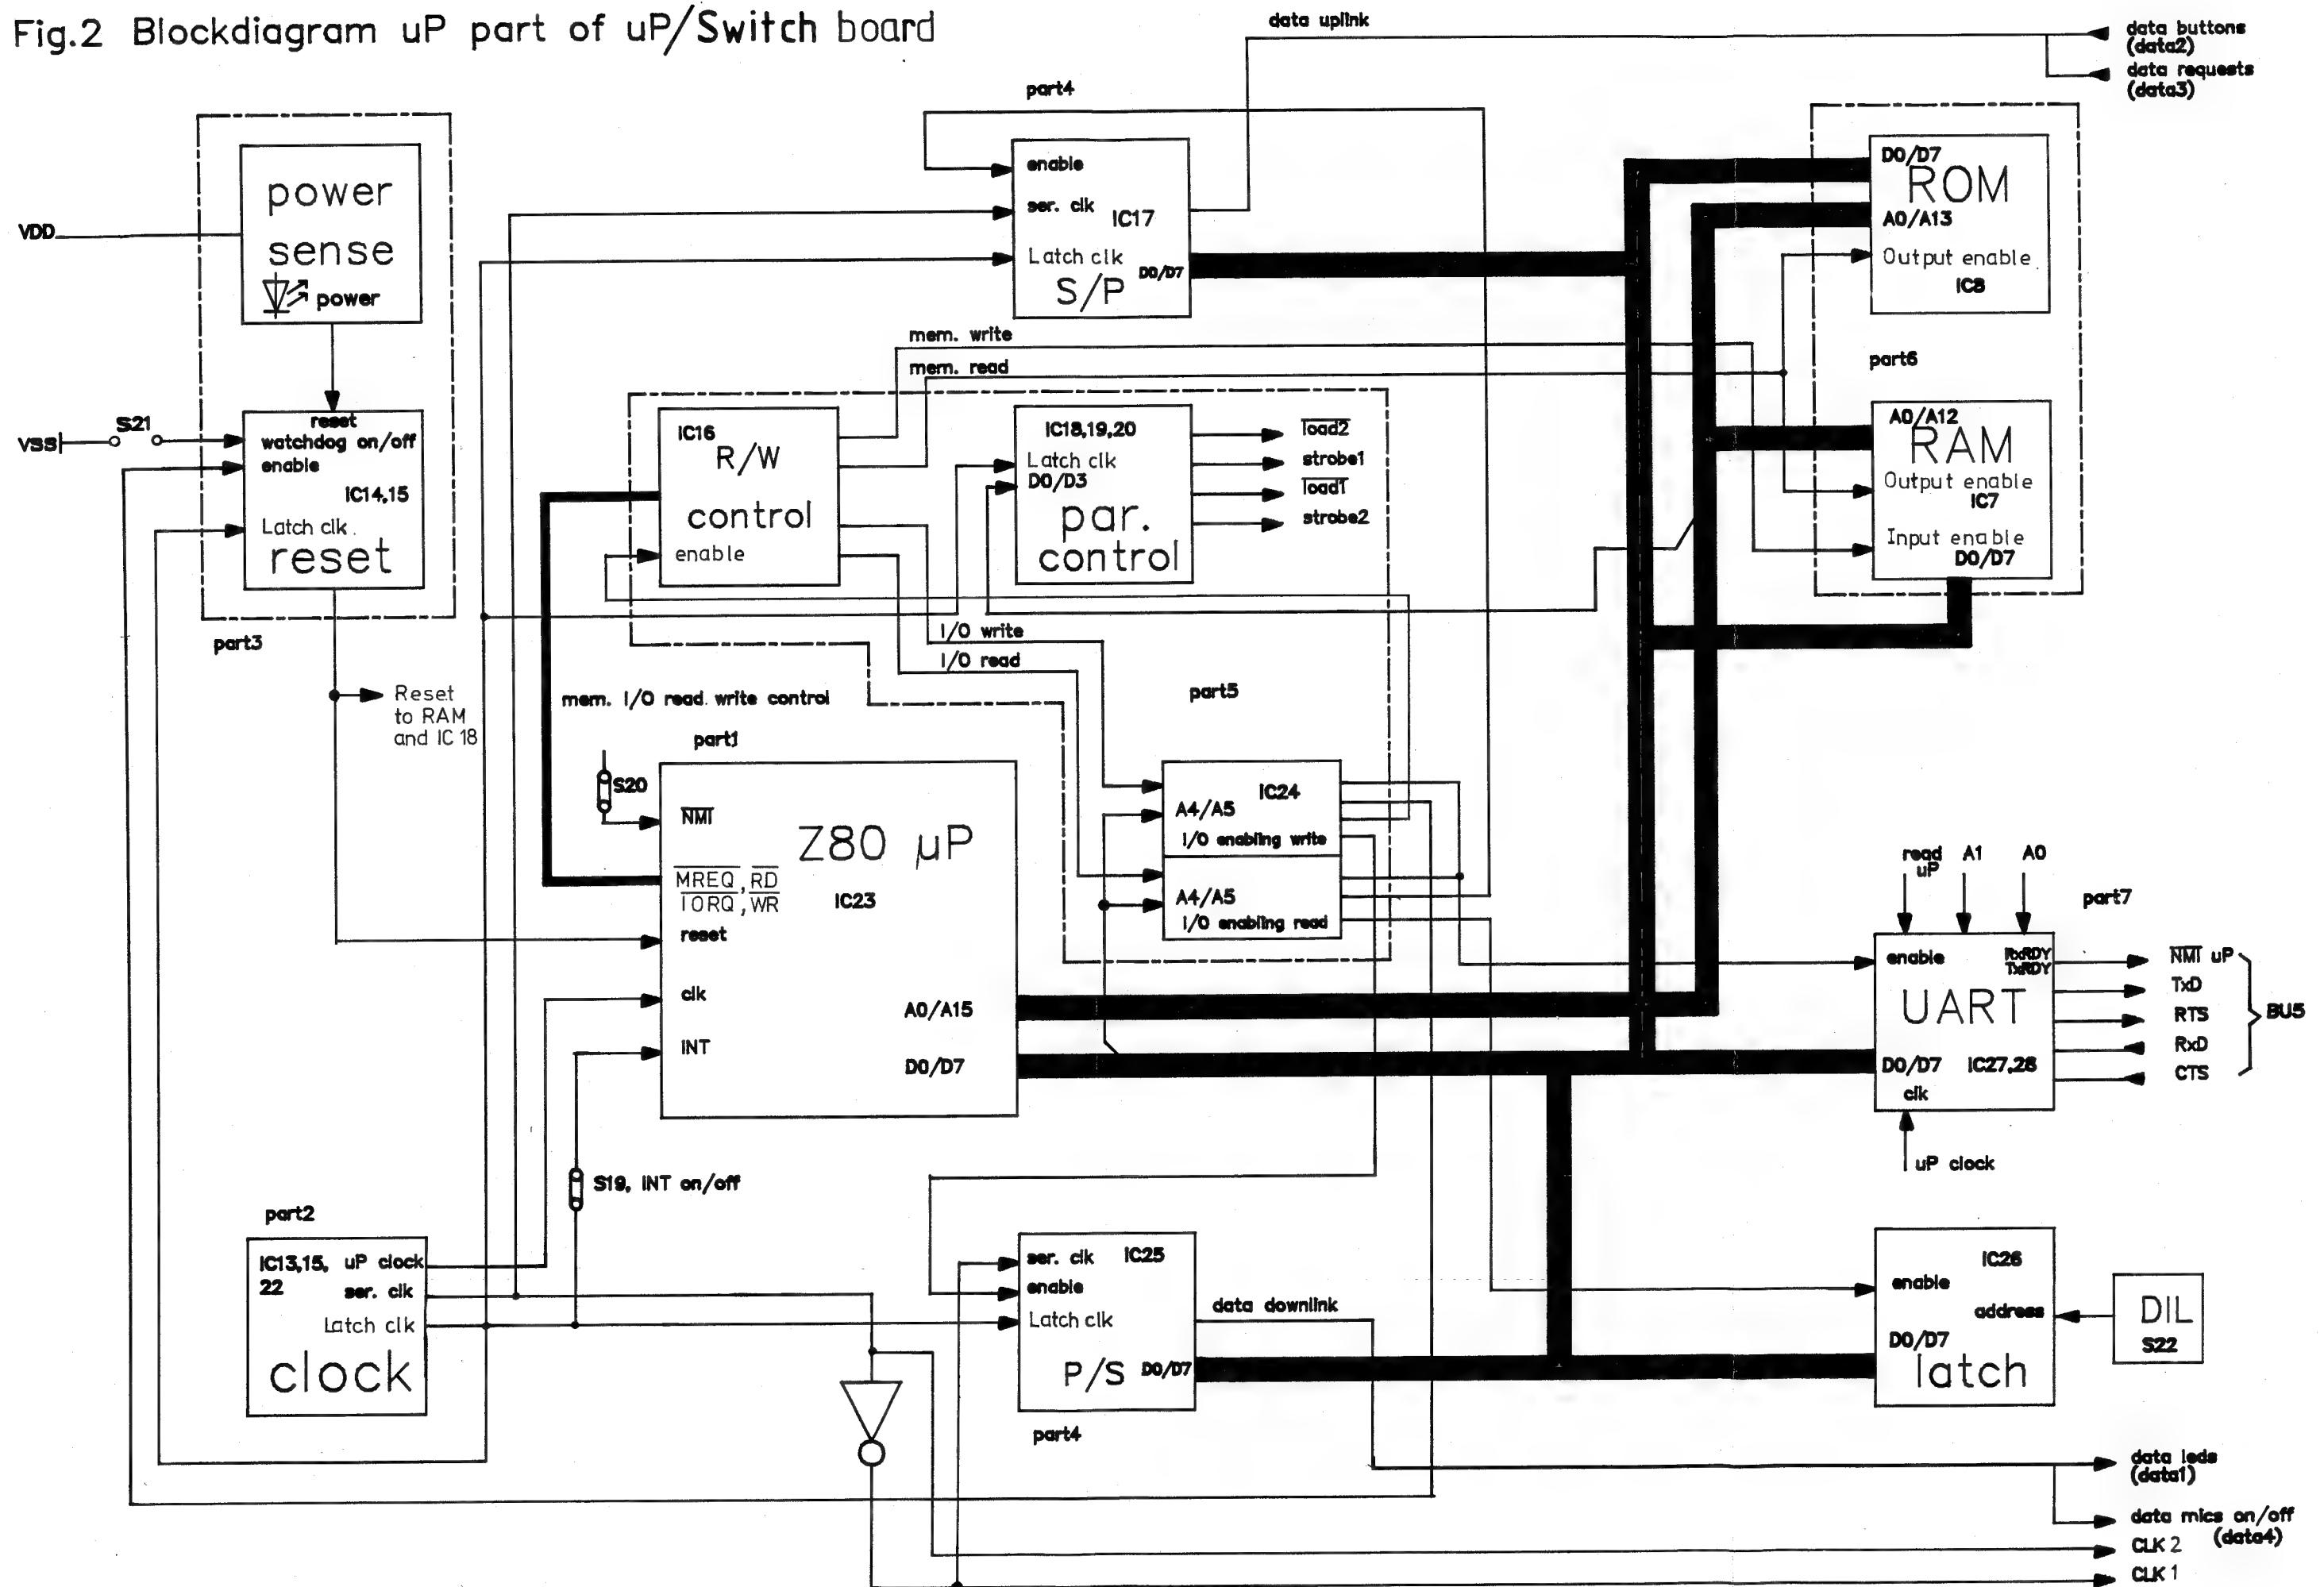 Fig.2 Blockdiagram uP part of uP/Switch board
data uplink
data buttons
(data2)
data requests
(data3)
part4
power
sense
power
VDD
enable
ser. clk
IC17
Latch clk
D0/D7
S/P
D0/D7
ROM
A0/A13
Output enable
IC8
mem. write
mem. read
part6
VSS
S21
reset
watchdog on/off
enable
IC14,15
Latch clk.
reset
part3
IC16
R/W
control
enable
IC18,19,20
Latch clk
D0/D3
par.
control
load2
strobe1
load1
strobe2
A0/A12
RAM
Output enable
IC7
Input enable
D0/D7
I/O write
I/O read
Reset
to RAM
and IC 18
mem. I/O read. write control
part5
part1
S20
NMI
Z80 µP
IC23
MREQ, RD
IORQ, WR
reset
clk
INT
A0/A15
D0/D7
IC24
A4/A5
I/O enabling write
A4/A5
I/O enabling read
read
uP
A1
A0
part7
enable
RxRDY
TxRDY
UART
D0/D7
IC27,28
clk
uP clock
NMI uP
TxD
RTS
RxD
CTS
BU5
S19, INT on/off
part2
IC13,15,
22
uP clock
ser. clk
Latch clk
clock
ser. clk
IC25
enable
Latch clk
P/S
D0/D7
part4
data downlink
IC26
enable
address
D0/D7
latch
DIL
S22
data leds
(data1)
data mics on/off
(data4)
CLK 2
CLK 1